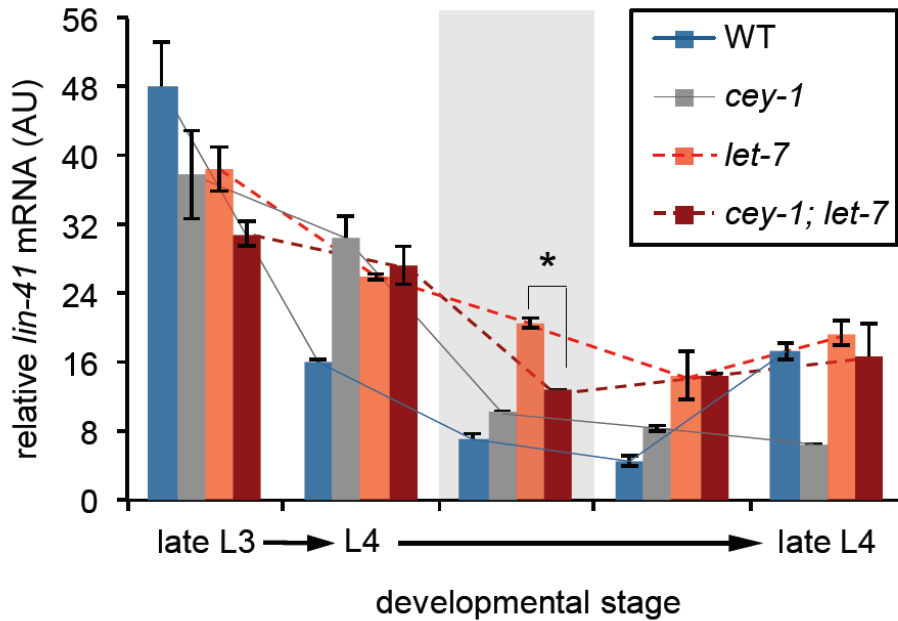 relative lin-41 mRNA (AU)
56
48
40
32
24
16
8
0
*
WT
cey-1
let-7
cey-1; let-7
late L3
L4
late L4
developmental stage